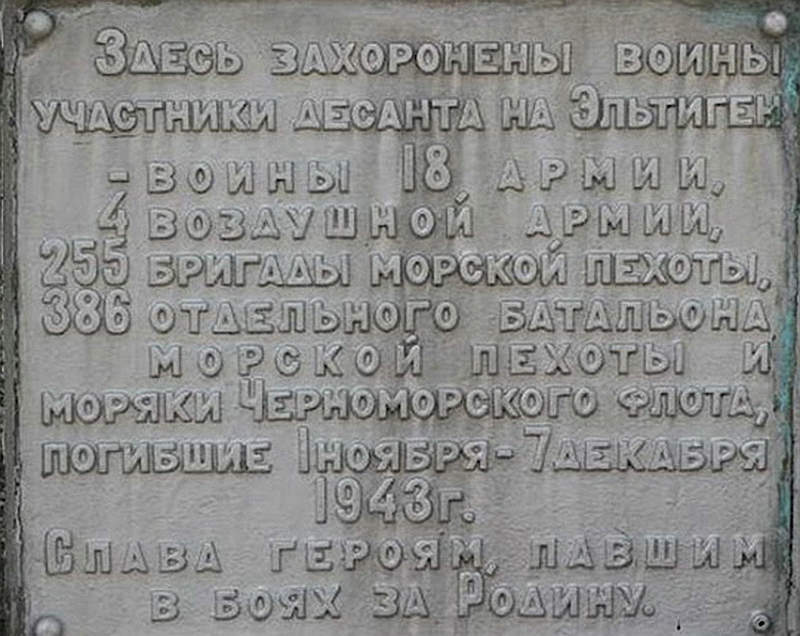 Здесь захоронены воины
участники десанта на Эльтиген
- воины 18 армии,
4 воздушной армии,
255 бригады морской пехоты,
386 отдельного батальона
морской пехоты и
моряки Черноморского флота,
погибшие 1 ноября - 7 декабря
1943 г.
Слава героям, павшим
в боях за Родину.